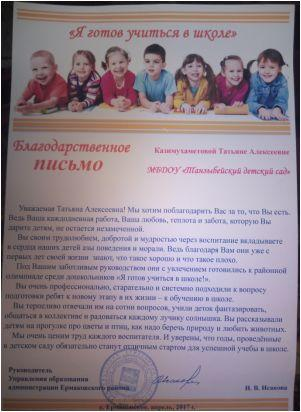 «Я готов учиться в школе»
Благодарственное
письмо
Казимухаметовой Татьяне Алексеевне
МБДОУ «Танзыбейский детский сад»
Уважаемая Татьяна Алексеевна! Мы хотим поблагодарить Вас за то, что Вы есть.
Ведь Ваша каждодневная работа, Ваша любовь, теплота и забота, которую Вы
дарите детям, не остается незамеченной.
Вы своим трудолюбием, добротой и мудростью через воспитание вкладываете
в сердца наших детей азы поведения и морали. Ведь благодаря Вам они уже с
первых лет своей жизни знают, что такое хорошо и что такое плохо.
Под Вашим заботливым руководством они с увлечением готовились к районной
олимпиаде среди дошкольников «Я готов учиться в школе!».
Вы очень профессионально, старательно и системно подходили к вопросу
подготовки ребят к новому этапу в их жизни – к обучению в школе.
Вы терпеливо отвечали им на сотни вопросов, учили деток фантазировать,
общаться в коллективе и радоваться каждому лучику солнышка. Вы рассказывали
детям на прогулке про цветы и птиц, как надо беречь природу и любить животных.
Мы очень ценим труд каждого воспитателя. И уверены, что годы, проведённые
в детском саду обязательно станут отличным стартом для успешной учебы в школе.
Руководитель
Управления образования
администрации Ермаковского района
И. В. Исакова
с. Ермаковское, апрель, 2017 г.